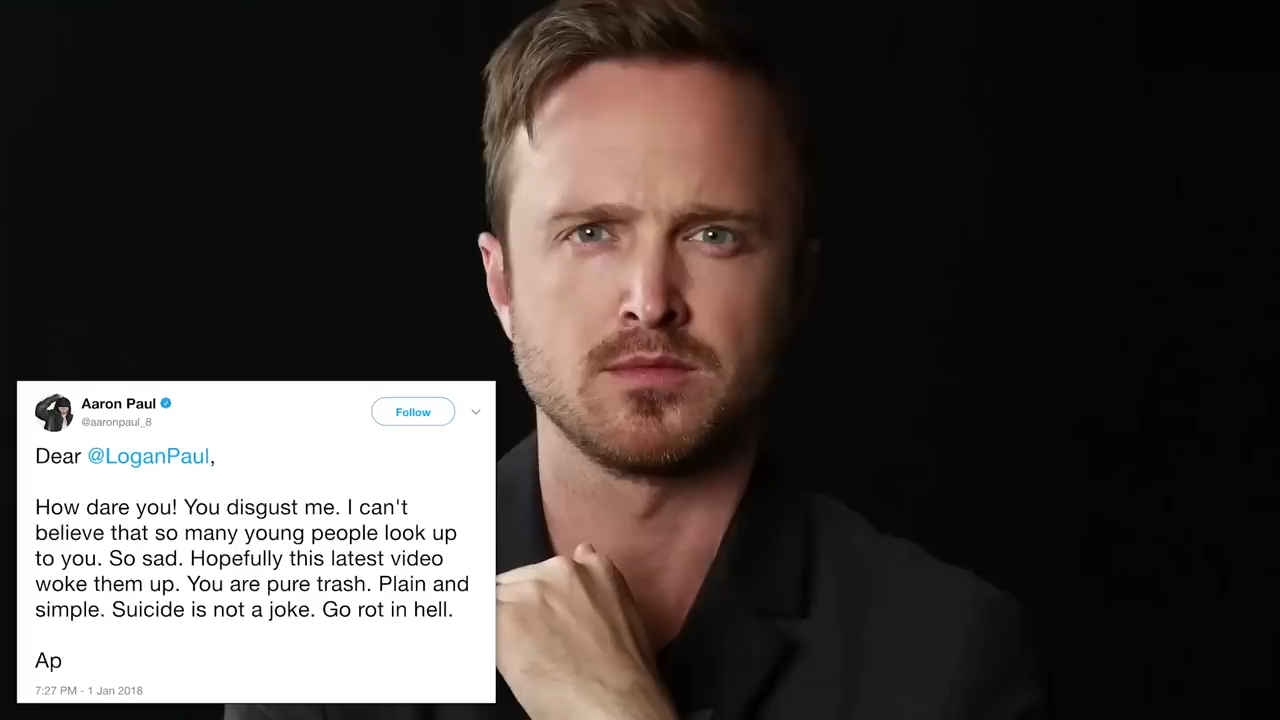 Aaron Paul
Follow
@aaronpaul_8
Dear @LoganPaul,
How dare you! You disgust me. I can't
believe that so many young people look up
to you. So sad. Hopefully this latest video
woke them up. You are pure trash. Plain and
simple. Suicide is not a joke. Go rot in hell.
Ap
7:27 PM - 1 Jan 2018